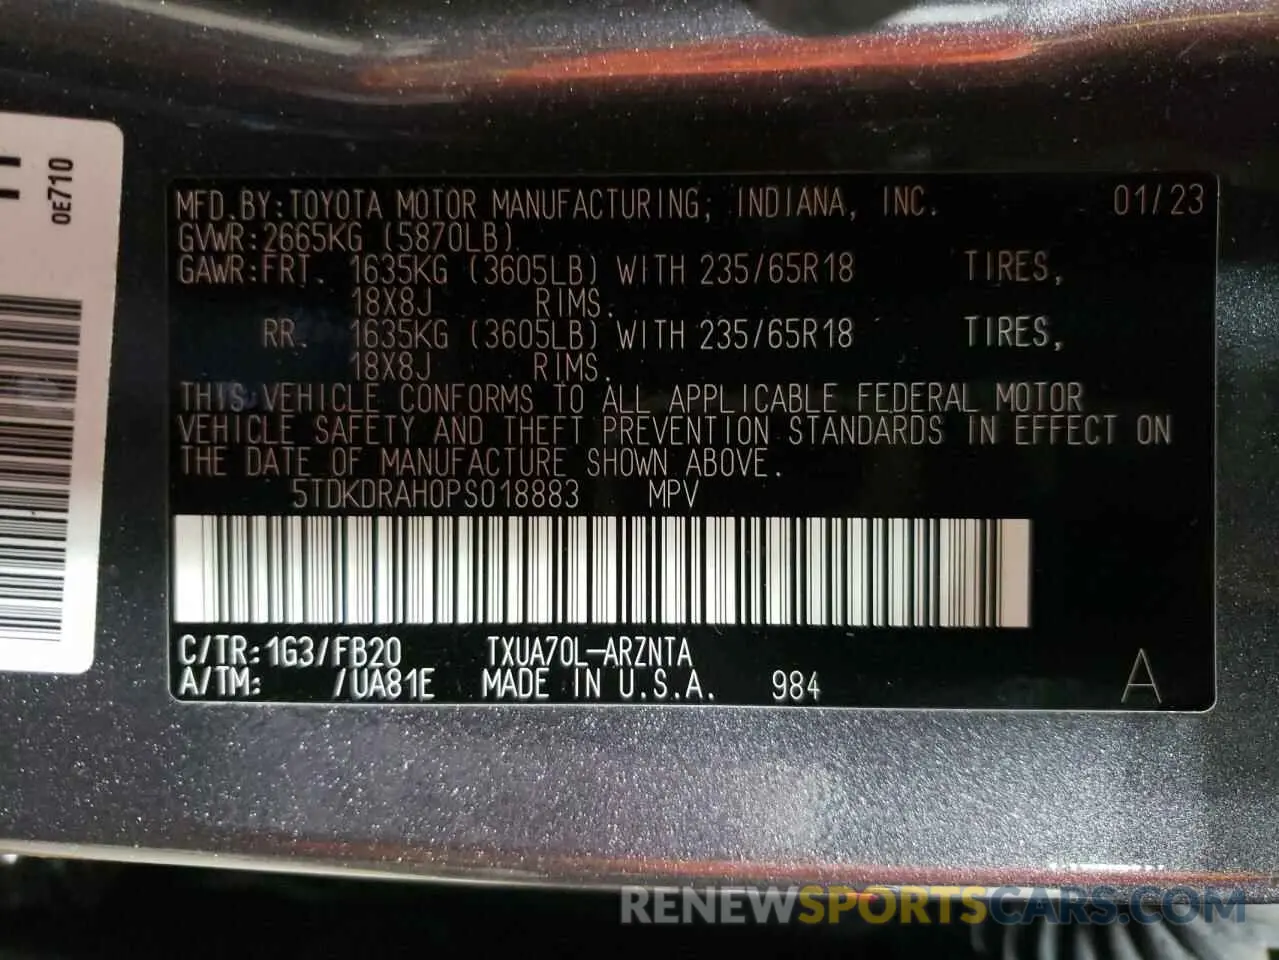 0E710
MFD.BY:TOYOTA MOTOR MANUFACTURING, INDIANA, INC. 01/23
GVWR:2665KG (5870LB)
GAWR:FRT. 1635KG (3605LB) WITH 235/65R18 TIRES,
18X8J RIMS.
RR. 1635KG (3605LB) WITH 235/65R18 TIRES,
18X8J RIMS.
THIS VEHICLE CONFORMS TO ALL APPLICABLE FEDERAL MOTOR
VEHICLE SAFETY AND THEFT PREVENTION STANDARDS IN EFFECT ON
THE DATE OF MANUFACTURE SHOWN ABOVE.
5TDKDRAH0PS018883 MPV
C/TR:1G3/FB20 TXUA70L-ARZNTA
A/TM: /UA81E MADE IN U.S.A. 984 A
RENEWSPORTSCARS.COM